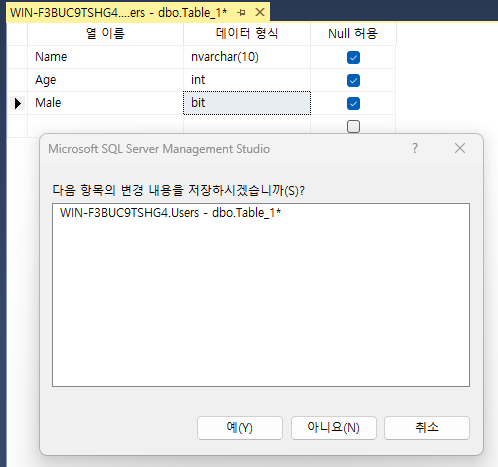 WIN-F3BUC9TSHG4....ers - dbo.Table_1*
열 이름 데이터 형식 Null 허용
Name nvarchar(10)
Age int
Male bit
Microsoft SQL Server Management Studio
다음 항목의 변경 내용을 저장하시겠습니까(S)?
WIN-F3BUC9TSHG4.Users - dbo.Table_1*
예(Y) 아니요(N) 취소